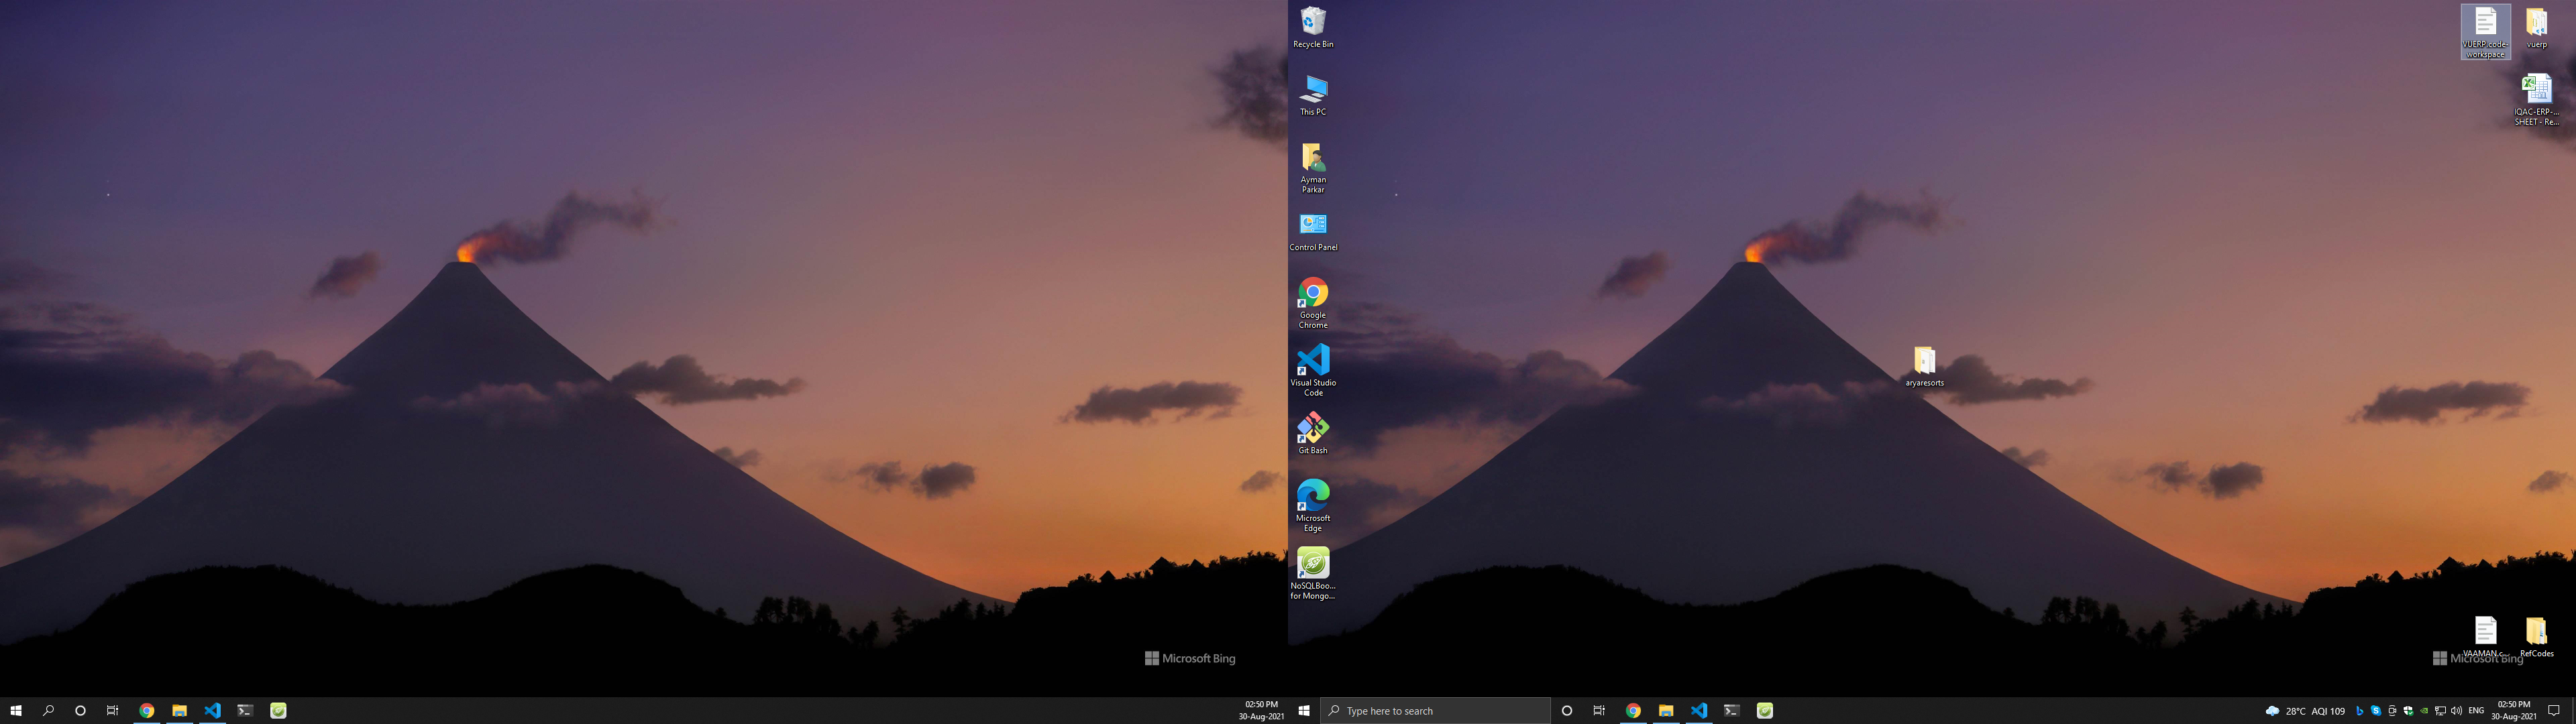 Microsoft Bing
02:50 PM
30-Aug-2021
Recycle Bin
This PC
Ayman
Parkar
Control Panel
Google
Chrome
Visual Studio
Code
Git Bash
Microsoft
Edge
NoSQLBoo...
for Mongo...
aryaresorts
VUERP.code-
workspace
vuerp
IQAC-ERP-...
SHEET - Re...
VAAMAN.c...
RefCodes
Microsoft Bing
Type here to search
28°C AQI 109
ENG
02:50 PM
30-Aug-2021